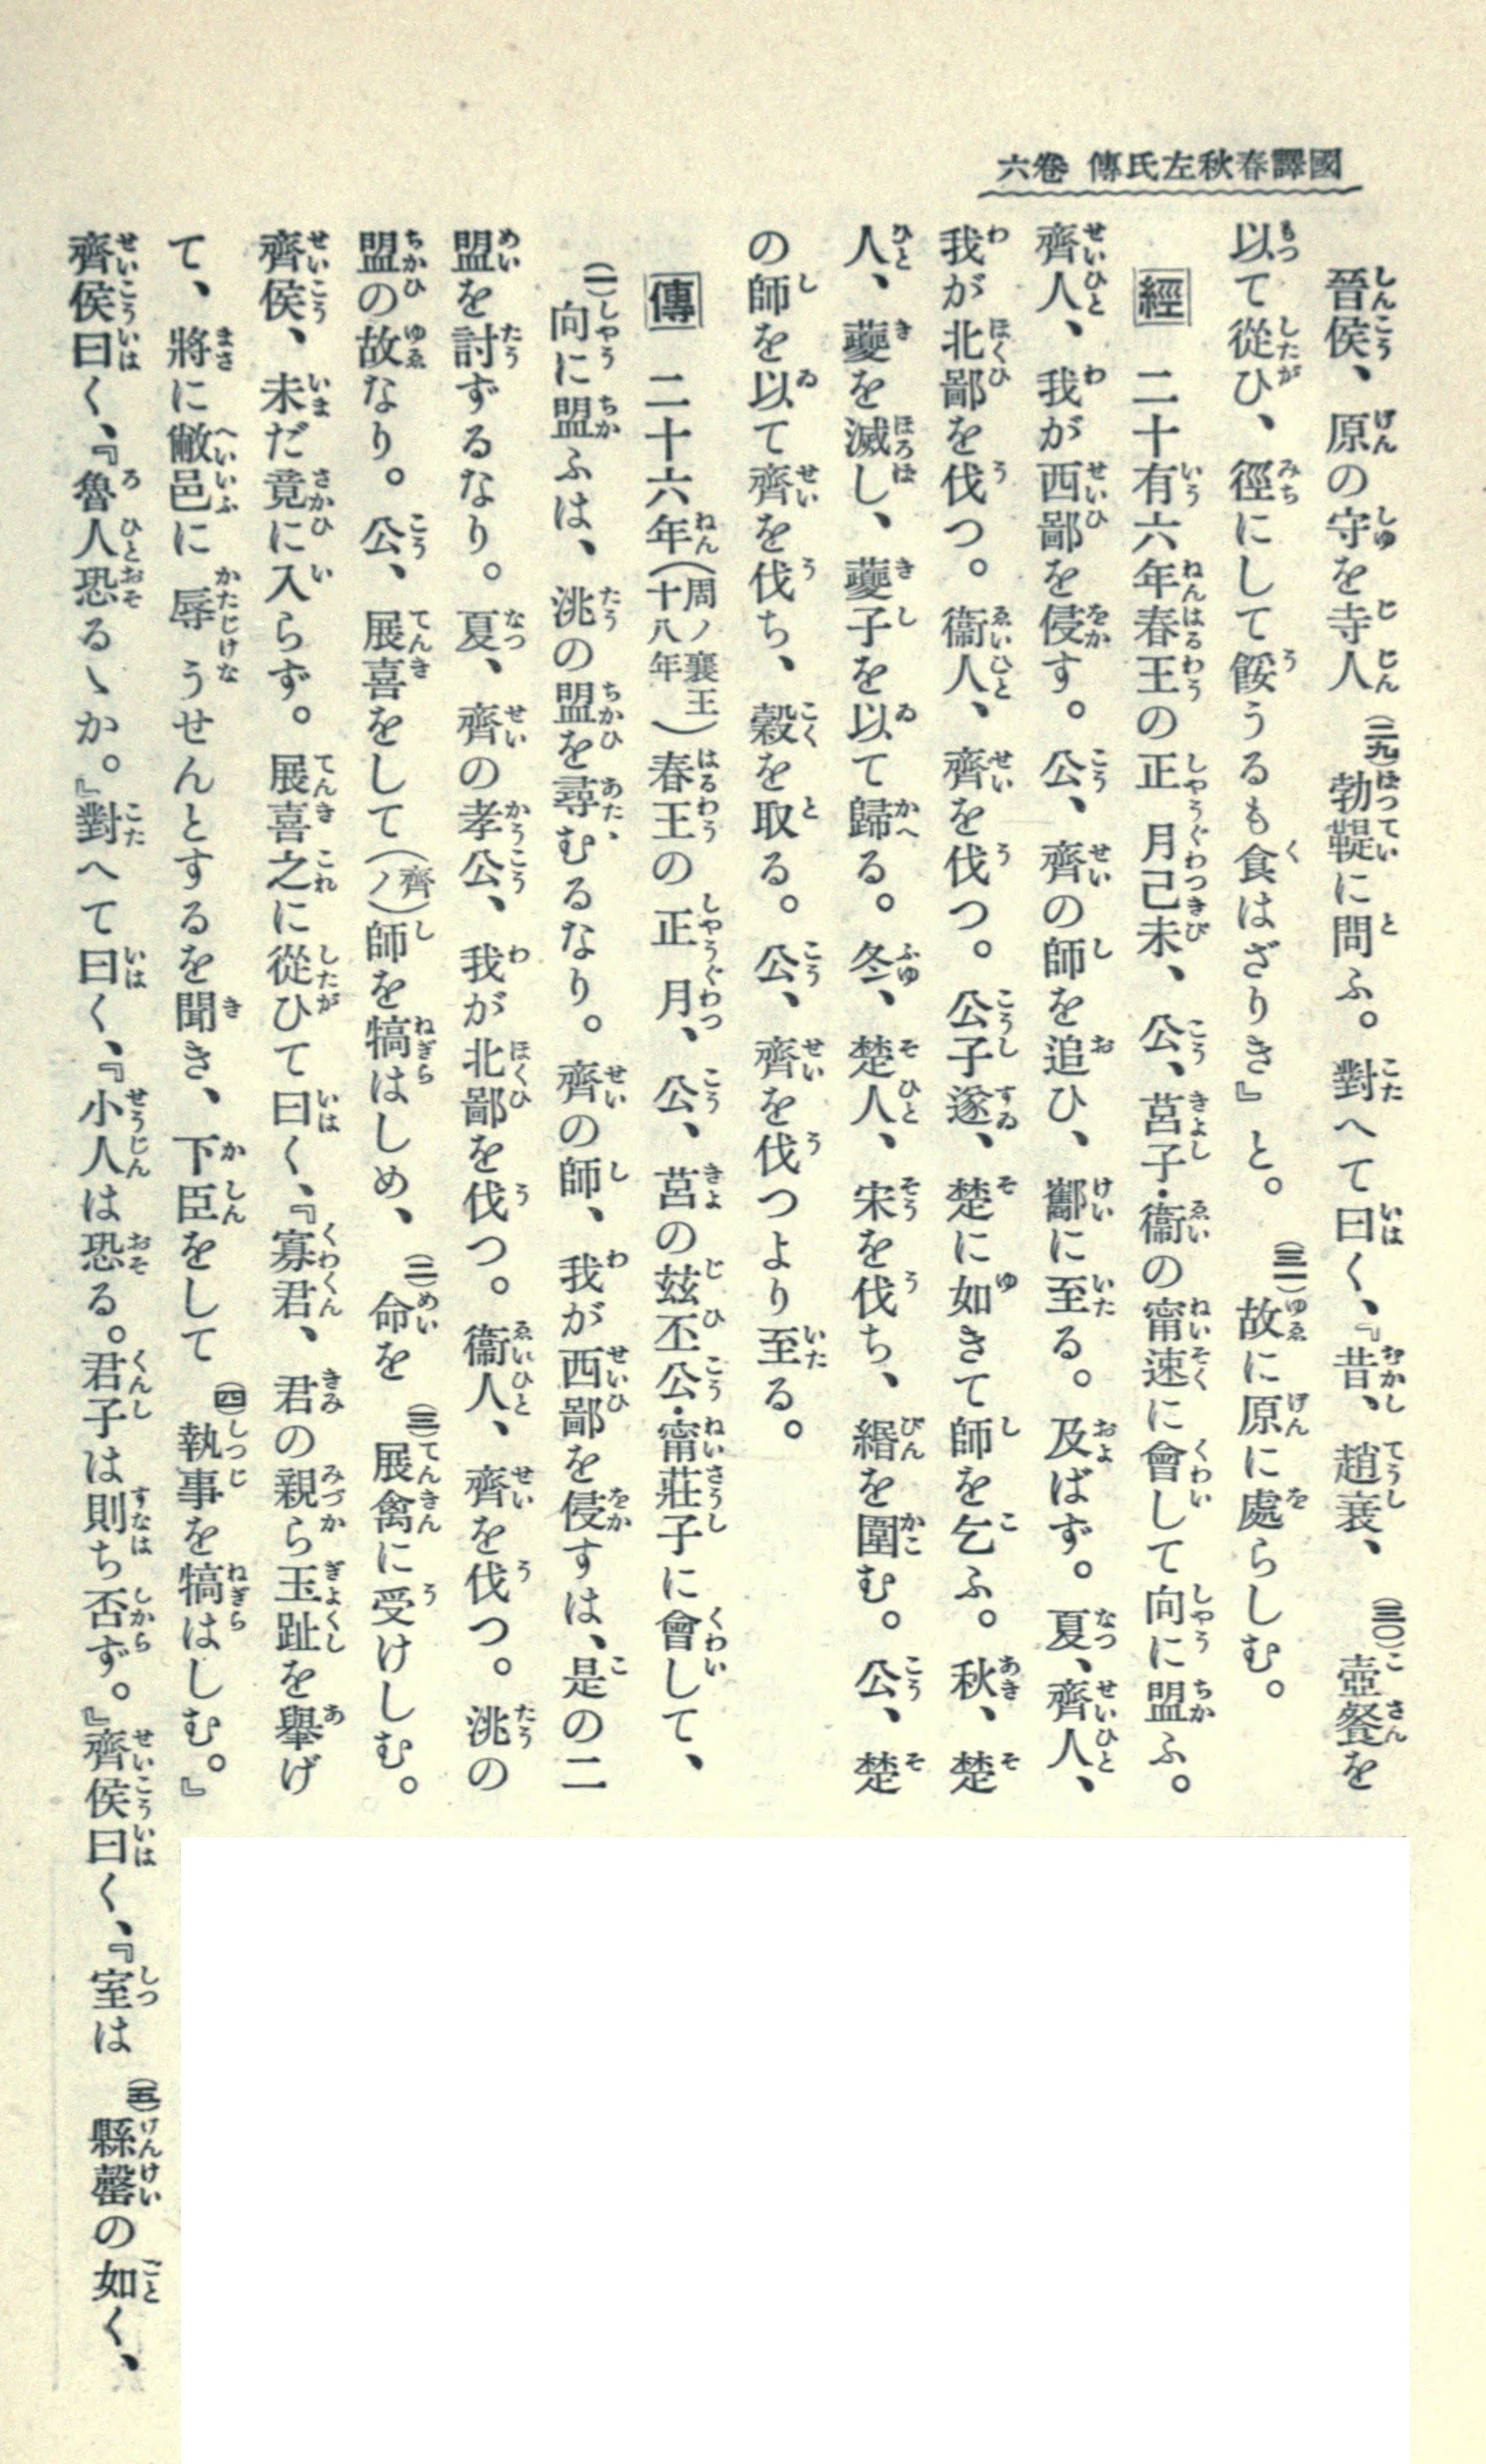 國譯春秋左氏傳 卷六
晉侯、原の守を寺人(二九)勃鞮に問ふ。對へて曰く、『昔、趙衰、(三〇)壺飡を
以て從ひ、徑にして餒うるも食はざりき』と。(三一)故に原に處らしむ。
經 二十有六年春王の正月己未、公、莒子・衞の甯速に會して向に盟ふ。
齊人、我が西鄙を侵す。公、齊の師を追ひ、酅に至る。及ばず。夏、齊人、
我が北鄙を伐つ。衞人、齊を伐つ。公子遂、楚に如きて師を乞ふ。秋、楚
人、夔を滅し、夔子を以て歸る。冬、楚人、宋を伐ち、緡を圍む。公、楚
の師を以て齊を伐ち、穀を取る。公、齊を伐つより至る。
傳 二十六年(周ノ襄王十八年)春王の正月、公、莒の玆丕公・甯莊子に會して、
(一)向に盟ふは、洮の盟を尋むるなり。齊の師、我が西鄙を侵すは、是の二
盟を討ずるなり。夏、齊の孝公、我が北鄙を伐つ。衞人、齊を伐つ。洮の
盟の故なり。公、展喜をして(齊ノ)師を犒はしめ、(二)命を(三)展禽に受けしむ。
齊侯、未だ竟に入らず。展喜之に從ひて曰く、『寡君、君の親ら玉趾を舉げ
て、將に敝邑に辱うせんとするを聞き、下臣をして(四)執事を犒はしむ。』
齊侯曰く、『魯人恐るゝか。』對へて曰く、『小人は恐る。君子は則ち否ず。』齊侯曰く、『室は(五)縣罄の如く、